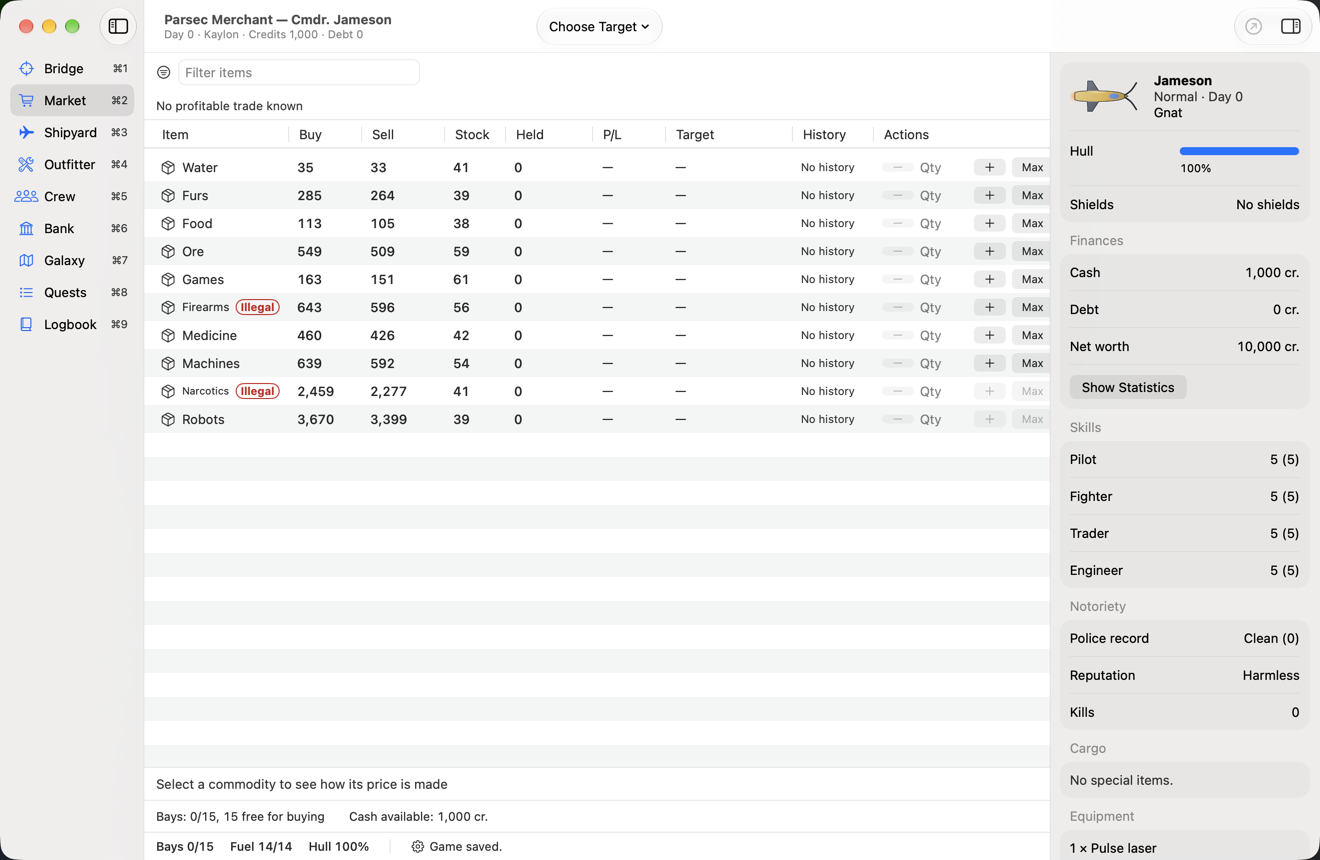 Parsec Merchant — Cmdr. Jameson
Day 0 · Kaylon · Credits 1,000 · Debt 0
Choose Target
Bridge ⌘1
Market ⌘2
Shipyard ⌘3
Outfitter ⌘4
Crew ⌘5
Bank ⌘6
Galaxy ⌘7
Quests ⌘8
Logbook ⌘9
Filter items
No profitable trade known
Item Buy Sell Stock Held P/L Target History Actions
Water 35 33 41 0 — — No history — Qty + Max
Furs 285 264 39 0 — — No history — Qty + Max
Food 113 105 38 0 — — No history — Qty + Max
Ore 549 509 59 0 — — No history — Qty + Max
Games 163 151 61 0 — — No history — Qty + Max
Firearms Illegal 643 596 56 0 — — No history — Qty + Max
Medicine 460 426 42 0 — — No history — Qty + Max
Machines 639 592 54 0 — — No history — Qty + Max
Narcotics Illegal 2,459 2,277 41 0 — — No history — Qty + Max
Robots 3,670 3,399 39 0 — — No history — Qty + Max
Select a commodity to see how its price is made
Bays: 0/15, 15 free for buying Cash available: 1,000 cr.
Bays 0/15 Fuel 14/14 Hull 100% Game saved.
Jameson
Normal · Day 0
Gnat
Hull
100%
Shields No shields
Finances
Cash 1,000 cr.
Debt 0 cr.
Net worth 10,000 cr.
Show Statistics
Skills
Pilot 5 (5)
Fighter 5 (5)
Trader 5 (5)
Engineer 5 (5)
Notoriety
Police record Clean (0)
Reputation Harmless
Kills 0
Cargo
No special items.
Equipment
1 × Pulse laser